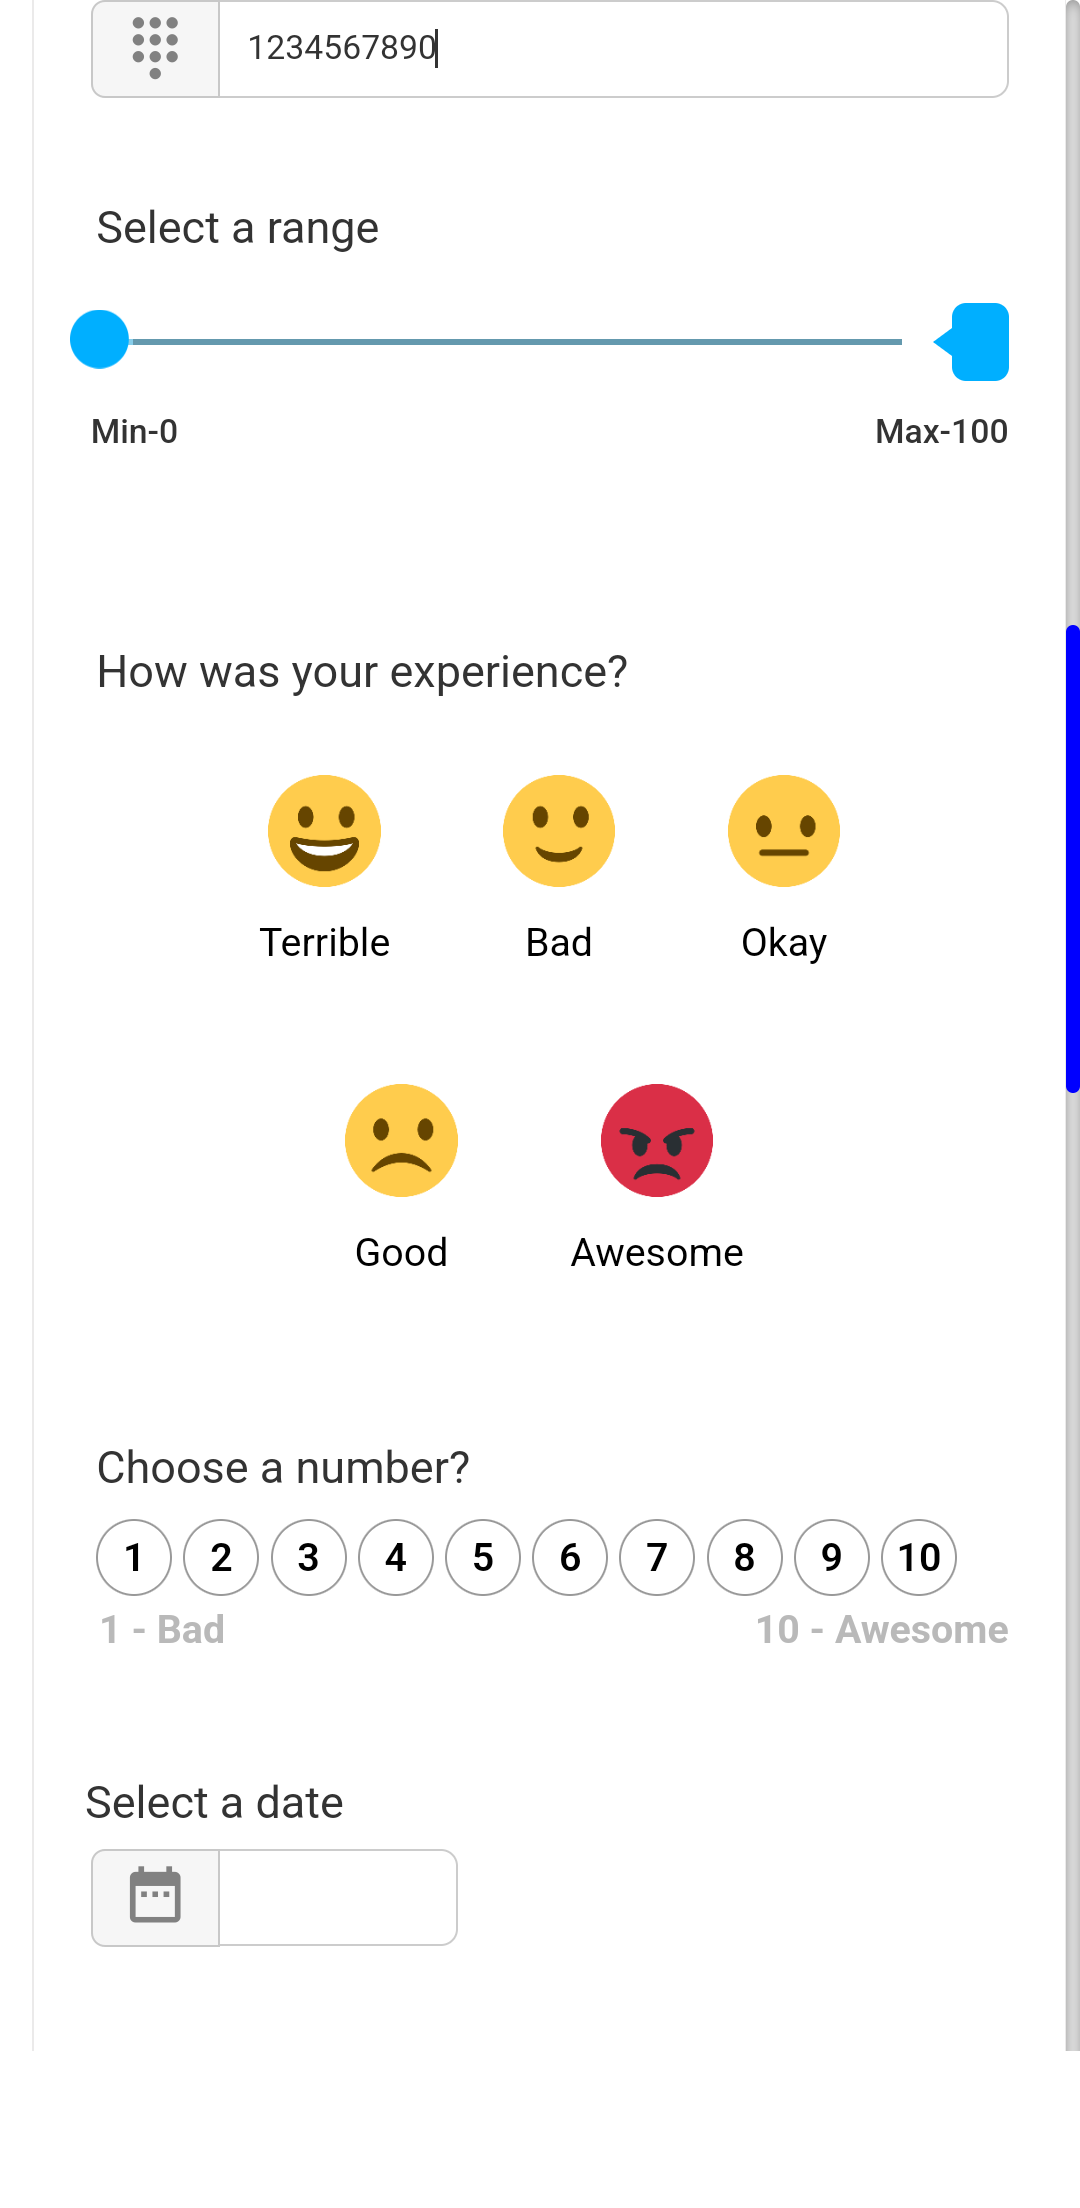 1234567890
Select a range
Min-0 Max-100
How was your experience?
Terrible Bad Okay
Good Awesome
Choose a number?
1 2 3 4 5 6 7 8 9 10
1 - Bad 10 - Awesome
Select a date